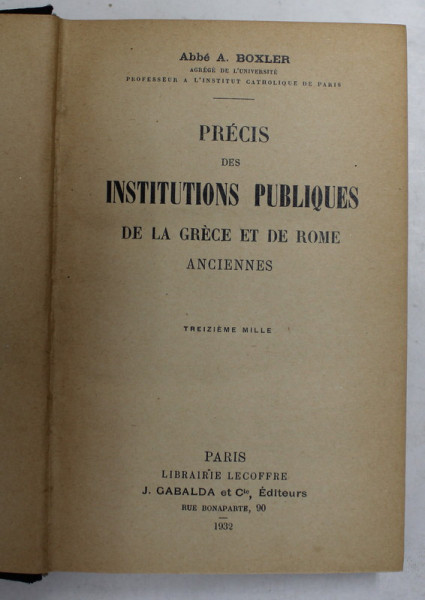 Abbé A. BOXLER
AGRÉGÉ DE L'UNIVERSITÉ
PROFESSEUR A L'INSTITUT CATHOLIQUE DE PARIS
PRÉCIS
DES
INSTITUTIONS PUBLIQUES
DE LA GRÈCE ET DE ROME
ANCIENNES
TREIZIÈME MILLE
PARIS
LIBRAIRIE LECOFFRE
J. GABALDA et Cie, Éditeurs
RUE BONAPARTE, 90
1932